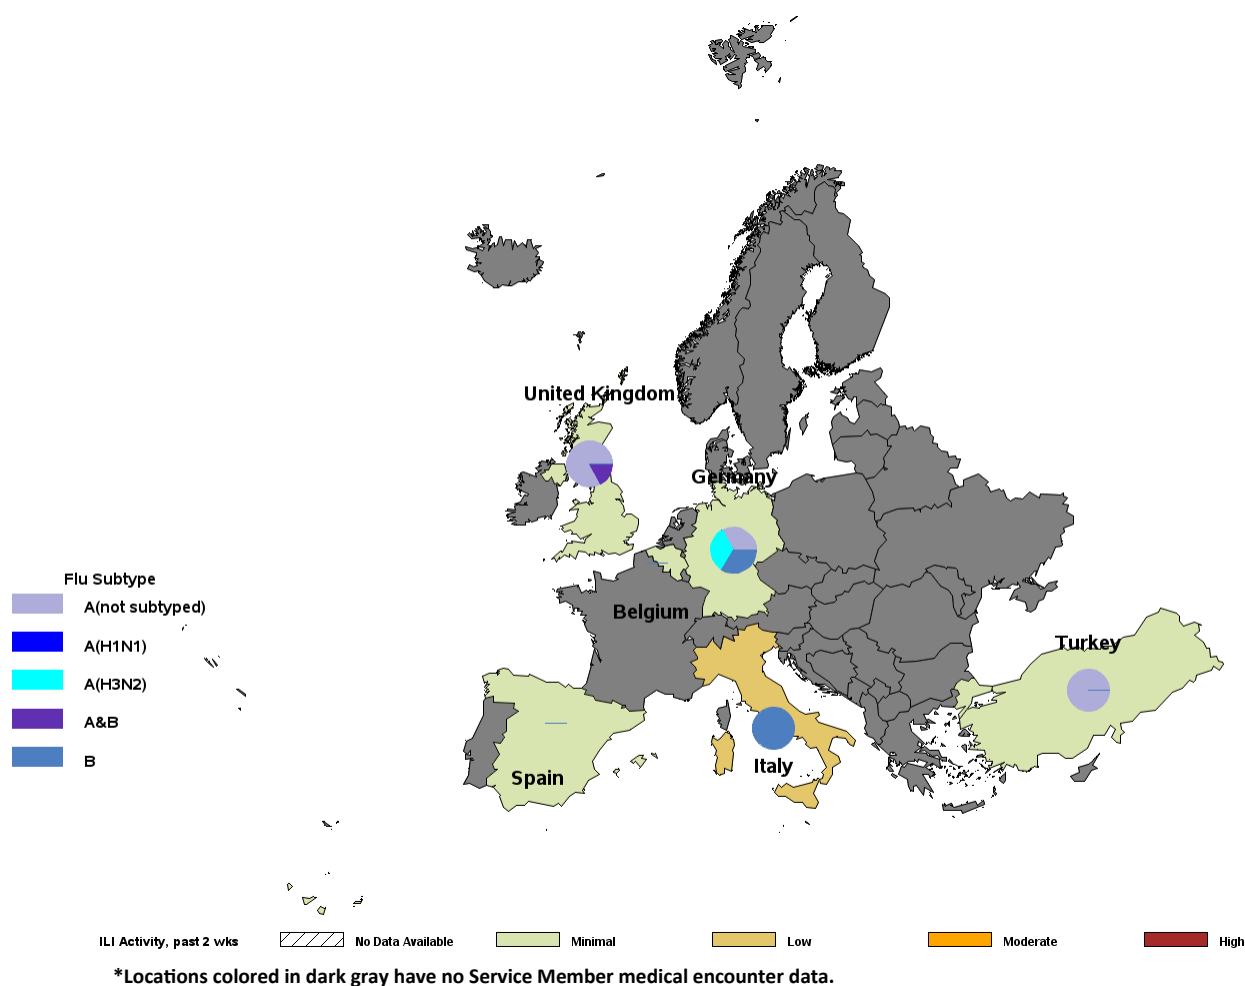 United Kingdom
Germany
Flu Subtype
A(not subtyped)
Belgium
A(H1N1)
Turkey
A(H3N2)
A&B
B
Italy
Spain
ILI Activity, past 2 wks No Data Available Minimal Low Moderate High
*Locations colored in dark gray have no Service Member medical encounter data.